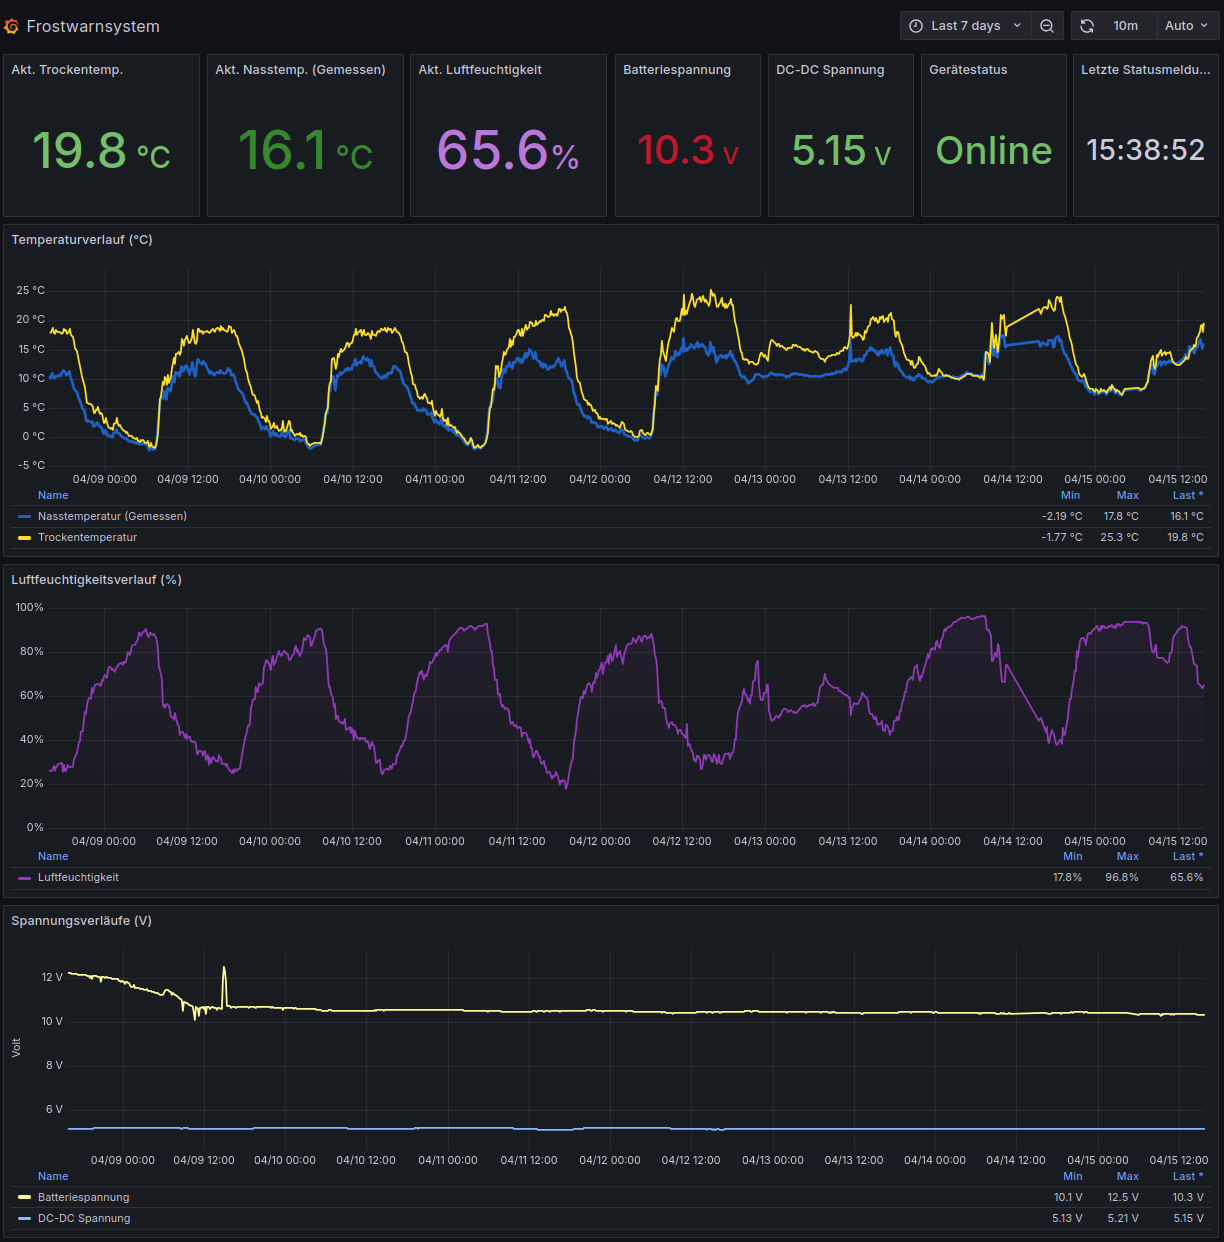 Frostwarnsystem
Last 7 days
10m
Auto
Akt. Trockentemp.
19.8 °C
Akt. Nasstemp. (Gemessen)
16.1 °C
Akt. Luftfeuchtigkeit
65.6%
Batteriespannung
10.3 V
DC-DC Spannung
5.15 V
Gerätestatus
Online
Letzte Statusmeldu...
15:38:52
Temperaturverlauf (°C)
25 °C
20 °C
15 °C
10 °C
5 °C
0 °C
-5 °C
04/09 00:00 04/09 12:00 04/10 00:00 04/10 12:00 04/11 00:00 04/11 12:00 04/12 00:00 04/12 12:00 04/13 00:00 04/13 12:00 04/14 00:00 04/14 12:00 04/15 00:00 04/15 12:00
Name Min Max Last *
Nasstemperatur (Gemessen) -2.19 °C 17.8 °C 16.1 °C
Trockentemperatur -1.77 °C 25.3 °C 19.8 °C
Luftfeuchtigkeitsverlauf (%)
100%
80%
60%
40%
20%
0%
04/09 00:00 04/09 12:00 04/10 00:00 04/10 12:00 04/11 00:00 04/11 12:00 04/12 00:00 04/12 12:00 04/13 00:00 04/13 12:00 04/14 00:00 04/14 12:00 04/15 00:00 04/15 12:00
Name Min Max Last *
Luftfeuchtigkeit 17.8% 96.8% 65.6%
Spannungsverläufe (V)
12 V
10 V
8 V
6 V
Volt
04/09 00:00 04/09 12:00 04/10 00:00 04/10 12:00 04/11 00:00 04/11 12:00 04/12 00:00 04/12 12:00 04/13 00:00 04/13 12:00 04/14 00:00 04/14 12:00 04/15 00:00 04/15 12:00
Name Min Max Last *
Batteriespannung 10.1 V 12.5 V 10.3 V
DC-DC Spannung 5.13 V 5.21 V 5.15 V